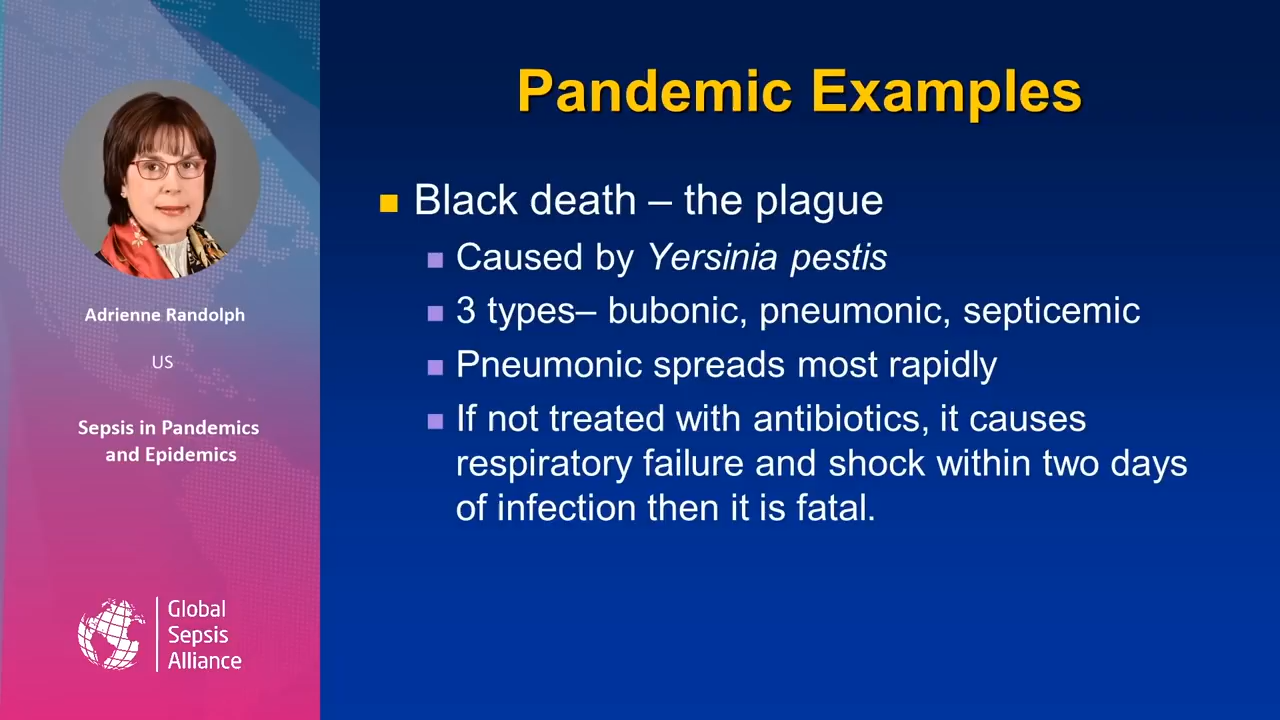 Adrienne Randolph
US
Sepsis in Pandemics
and Epidemics
Global
Sepsis
Alliance
Pandemic Examples
Black death – the plague
Caused by Yersinia pestis
3 types– bubonic, pneumonic, septicemic
Pneumonic spreads most rapidly
If not treated with antibiotics, it causes
respiratory failure and shock within two days
of infection then it is fatal.